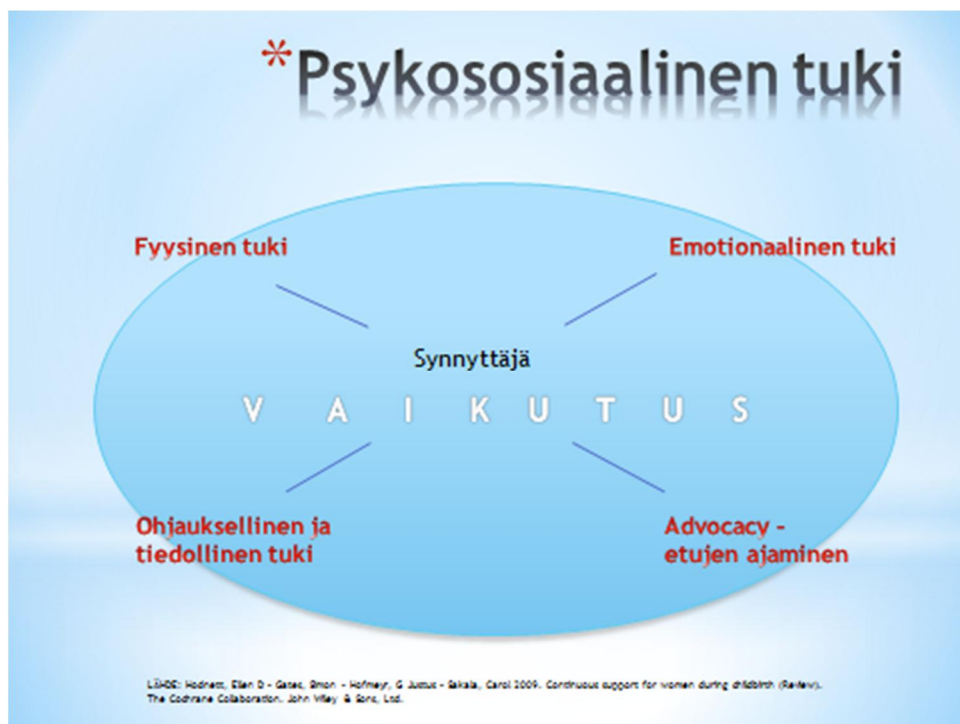 *Psykososiaalinen tuki
Fyysinen tuki
Emotionaalinen tuki
Synnyttäjä
V A I K U T U S
Ohjauksellinen ja
tiedollinen tuki
Advocacy –
etujen ajaminen
LÄHDE: Hodnett, Ellen D – Gates, Simon – Hofmeyr, G Justus – Sakala, Carol 2009. Continuous support for women during childbirth (Review).
The Cochrane Collaboration. John Wiley & Sons, Ltd.